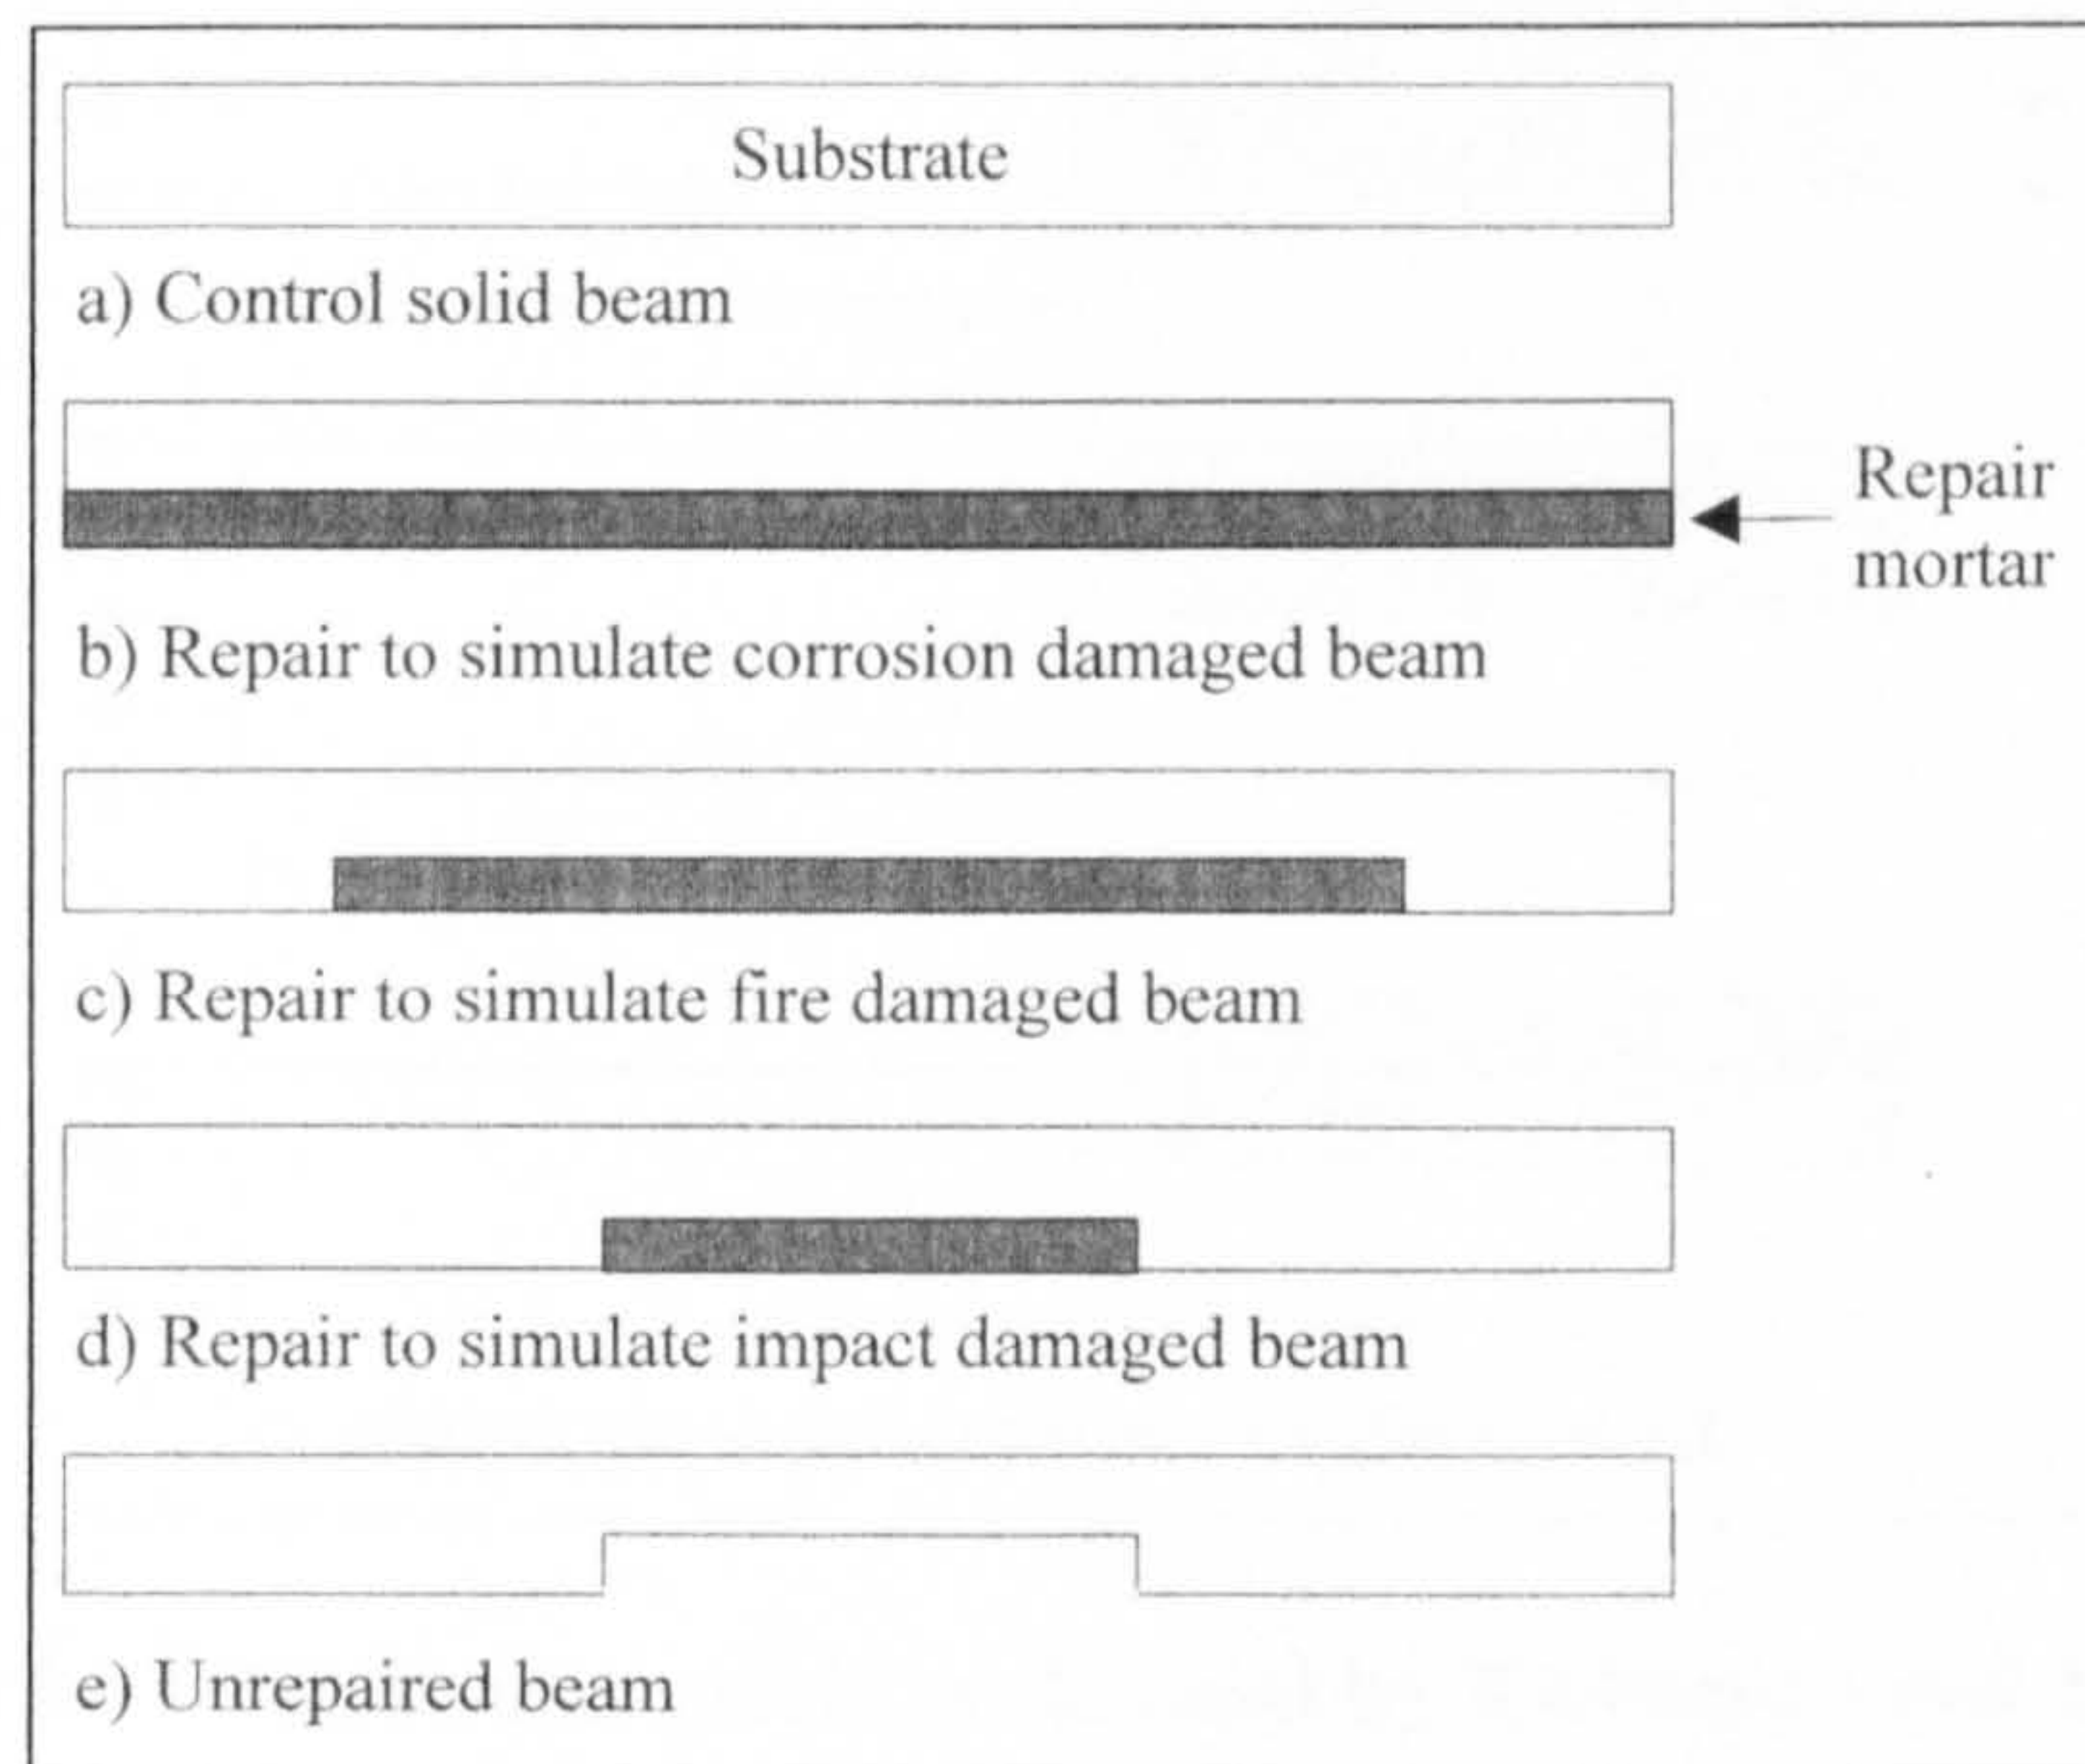 Substrate
a) Control solid beam
Repair
mortar
b) Repair to simulate corrosion damaged beam
c) Repair to simulate fire damaged beam
d) Repair to simulate impact damaged beam
e) Unrepaired beam